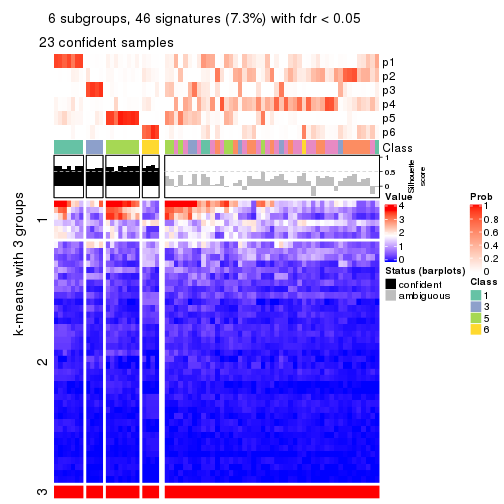 6 subgroups, 46 signatures (7.3%) with fdr < 0.05
23 confident samples
p1
p2
p3
p4
p5
p6
Class
1
0.5
0
Silhouette
score
k-means with 3 groups
1
2
3
Value
4
3
2
1
0
Status (barplots)
confident
ambiguous
Prob
1
0.8
0.6
0.4
0.2
0
Class
1
3
5
6